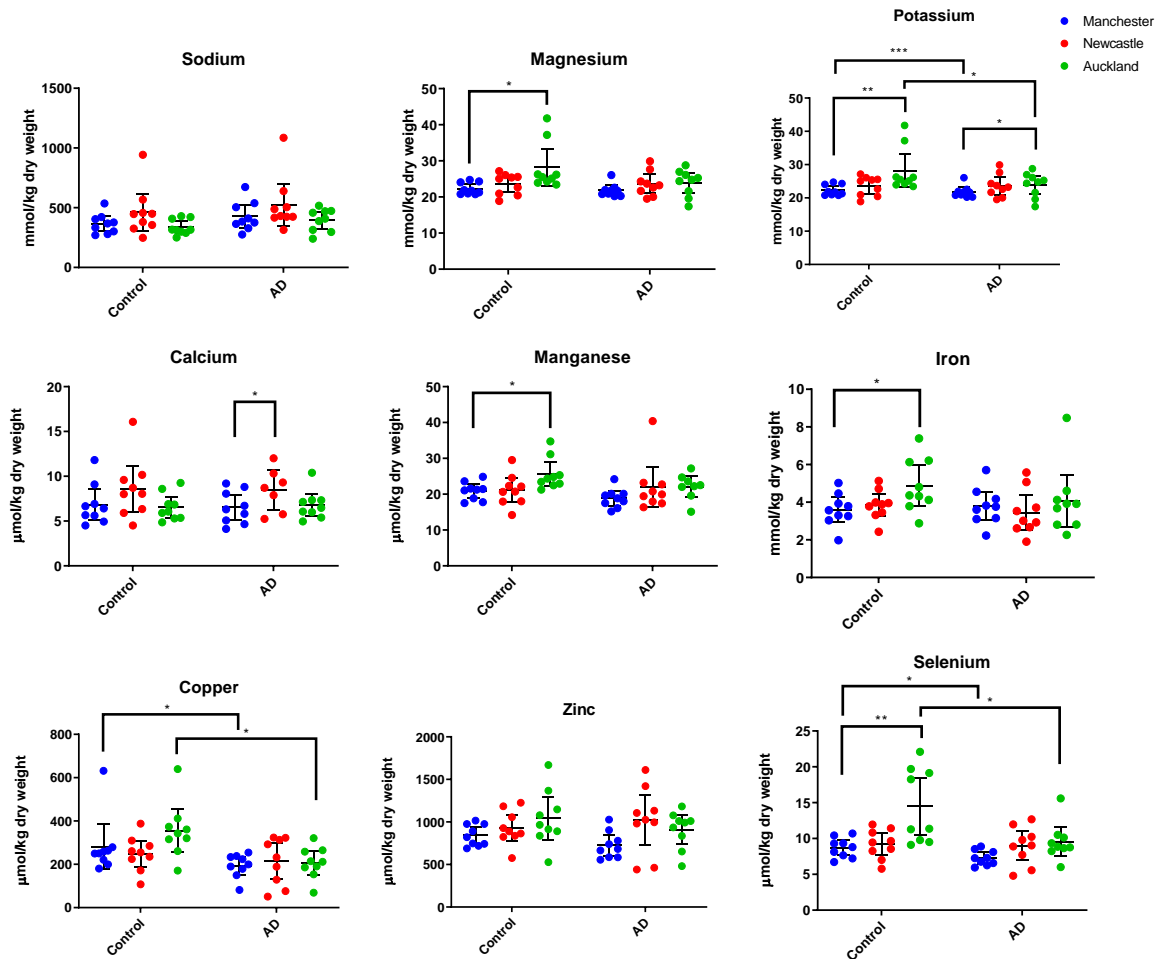 Potassium
Manchester
Newcastle
Auckland
Sodium
mmol/kg dry weight
1500
1000
500
0
Control
AD
Magnesium
mmol/kg dry weight
50
40
30
20
10
0
*
Control
AD
mmol/kg dry weight
50
40
30
20
10
0
***
*
**
*
Control
AD
Calcium
µmol/kg dry weight
20
15
10
5
0
*
Control
AD
Manganese
µmol/kg dry weight
50
40
30
20
10
0
*
Control
AD
Iron
mmol/kg dry weight
10
8
6
4
2
0
*
Control
AD
Copper
µmol/kg dry weight
800
600
400
200
0
*
*
Control
AD
Zinc
µmol/kg dry weight
2000
1500
1000
500
0
Control
AD
Selenium
µmol/kg dry weight
25
20
15
10
5
0
*
*
**
Control
AD